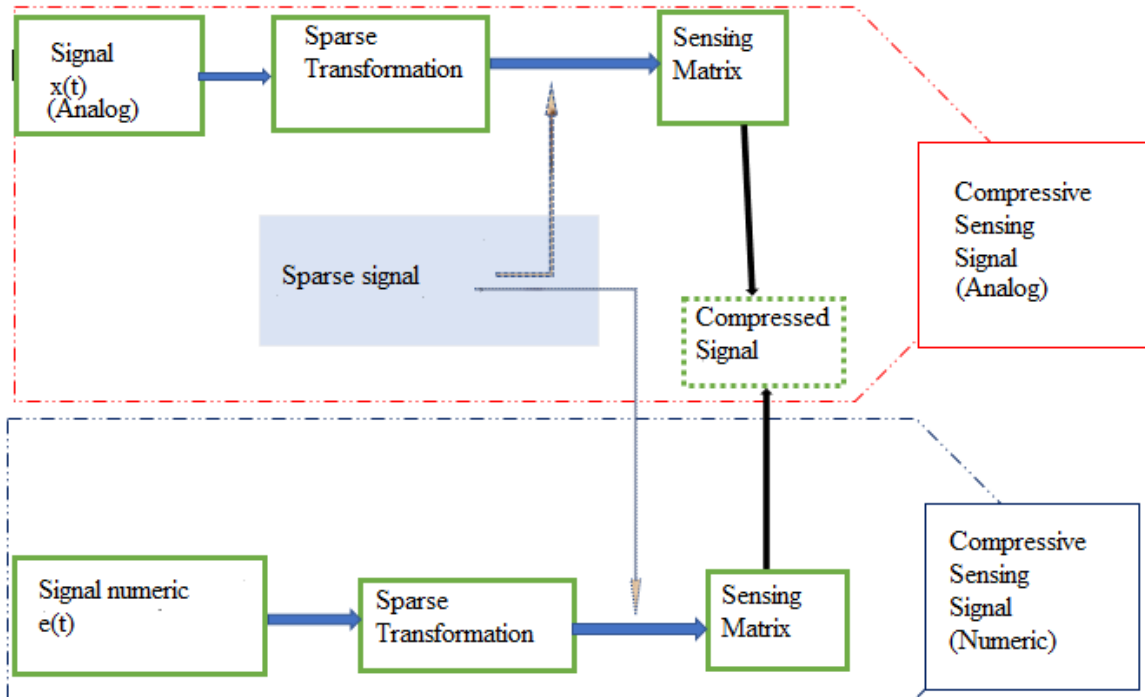 Signal
x(t)
(Analog)
Sparse
Transformation
Sensing
Matrix
Compressive
Sensing
Signal
(Analog)
Sparse signal
Compressed
Signal
Signal numeric
e(t)
Sparse
Transformation
Sensing
Matrix
Compressive
Sensing
Signal
(Numeric)